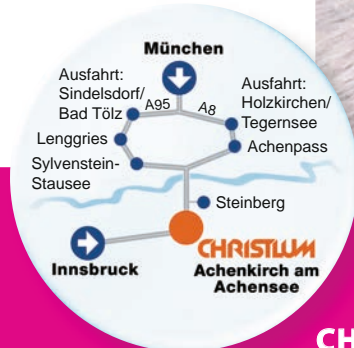 München
Ausfahrt:
Sindelsdorf/
Bad Tölz
A95
A8
Ausfahrt:
Holzkirchen/
Tegernsee
Lenggries
Achenpass
Sylvenstein-
Stausee
Steinberg
CHRISTLUM
Innsbruck
Achenkirch am
Achensee
CH